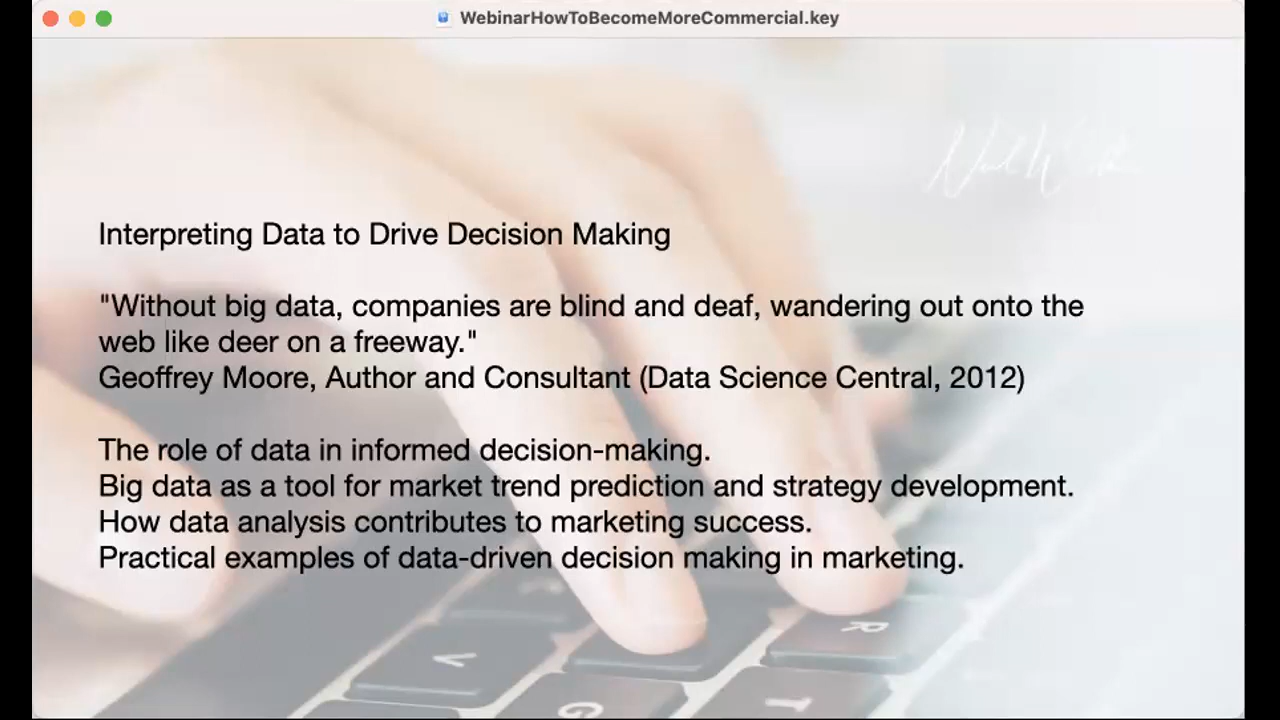 WebinarHowToBecomeMoreCommercial.key
Interpreting Data to Drive Decision Making
"Without big data, companies are blind and deaf, wandering out onto the
web like deer on a freeway."
Geoffrey Moore, Author and Consultant (Data Science Central, 2012)
The role of data in informed decision-making.
Big data as a tool for market trend prediction and strategy development.
How data analysis contributes to marketing success.
Practical examples of data-driven decision making in marketing.
R
V
T
G